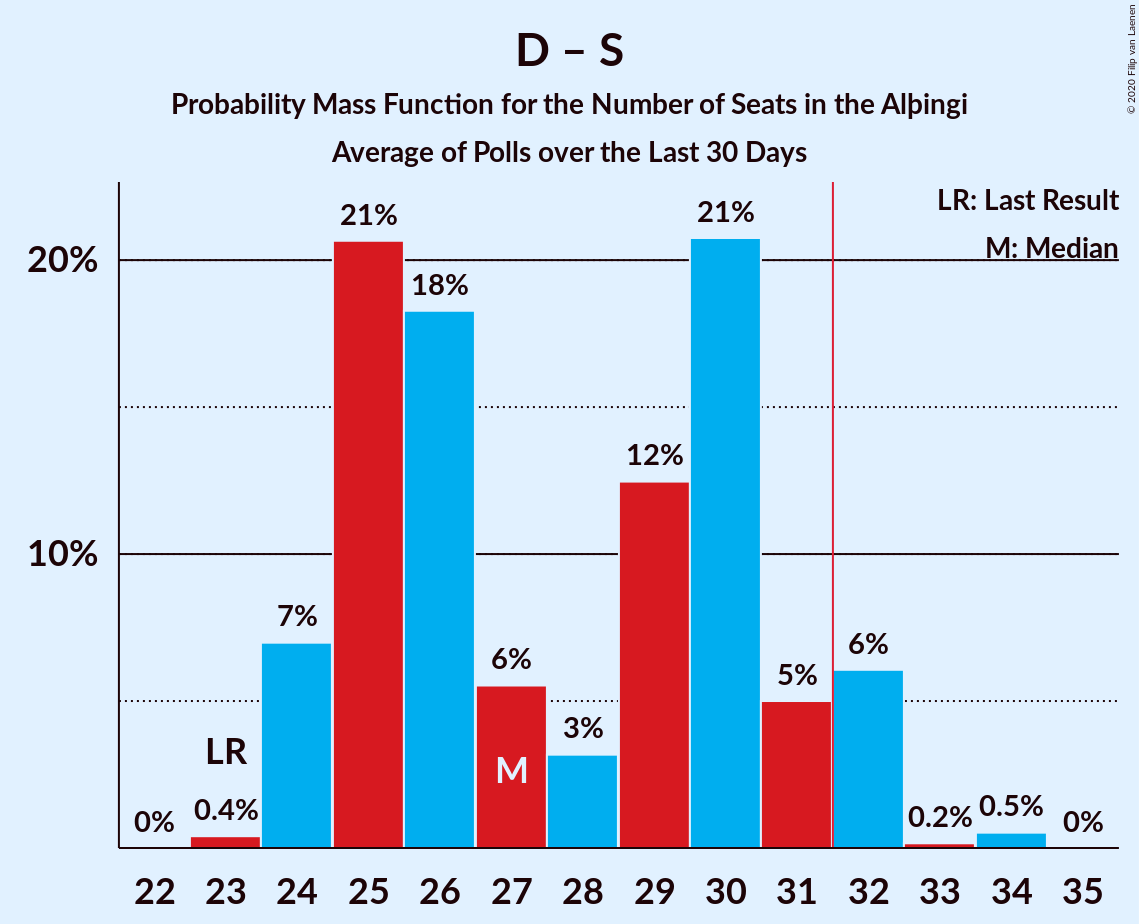 D – S
Probability Mass Function for the Number of Seats in the Alþingi
Average of Polls over the Last 30 Days
© 2020 Filip van Laenen
LR: Last Result
M: Median
20%
10%
0%
0.4%
LR
7%
21%
18%
6%
M
3%
12%
21%
5%
6%
0.2%
0.5%
0%
22 23 24 25 26 27 28 29 30 31 32 33 34 35